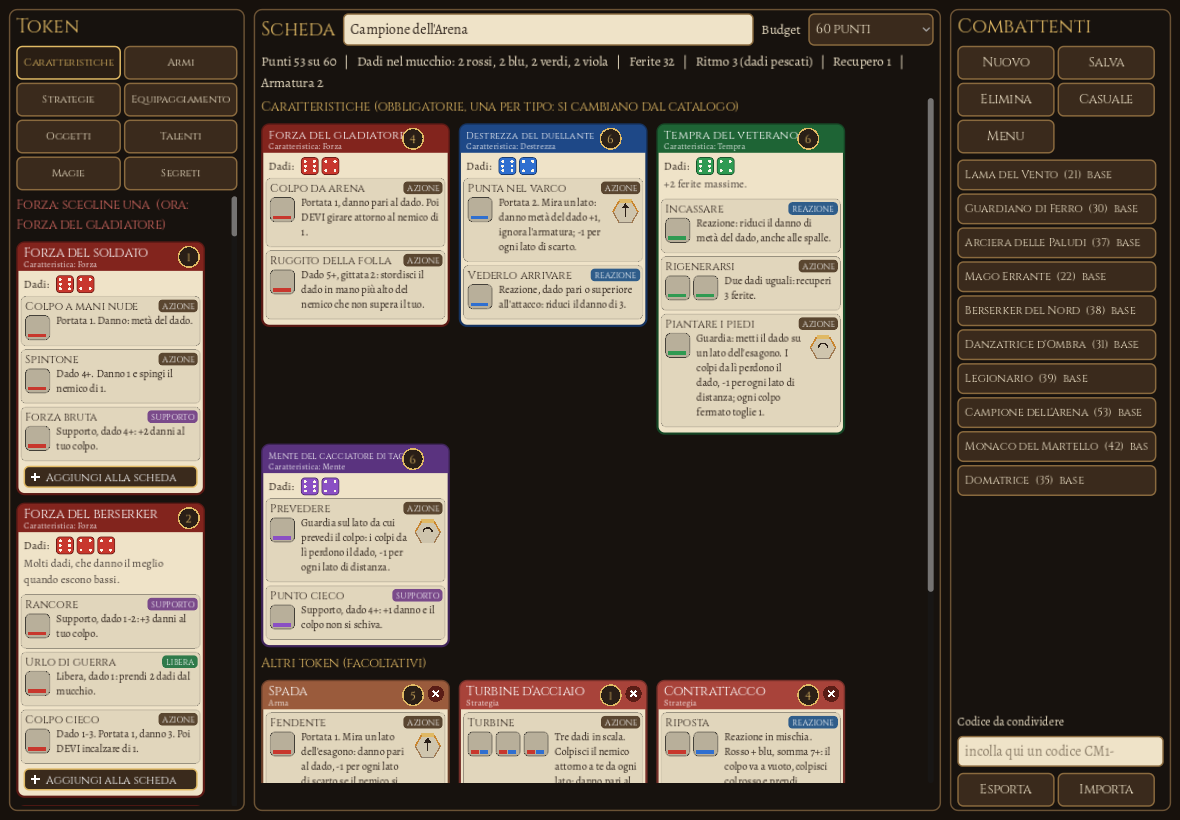 Token
Caratteristiche
Armi
Strategie
Equipaggiamento
Oggetti
Talenti
Magie
Segreti
Forza: scegline una (ora:
Forza del Gladiatore)
Forza del Soldato
1
Caratteristica: Forza
Dadi:
Colpo a mani nude
AZIONE
Portata 1. Danno: metà del dado.
Spintone
AZIONE
Dado 4+. Danno 1 e spingi il
nemico di 1.
Forza bruta
SUPPORTO
Supporto, dado 4+: +2 danni al
tuo colpo.
+ Aggiungi alla scheda
Forza del Berserker
2
Caratteristica: Forza
Dadi:
Molti dadi, che danno il meglio
quando escono bassi.
Rancore
SUPPORTO
Supporto, dado 1-2: +3 danni al
tuo colpo.
Urlo di guerra
LIBERA
Libera, dado 1: prendi 2 dadi dal
mucchio.
Colpo cieco
AZIONE
Dado 1-3. Portata 1, danno 3. Poi
DEVI incalzare di 1.
+ Aggiungi alla scheda
Scheda
Campione dell'Arena
Budget
60 punti
Punti 53 su 60 | Dadi nel mucchio: 2 rossi, 2 blu, 2 verdi, 2 viola | Ferite 32 | Ritmo 3 (dadi pescati) | Recupero 1 |
Armatura 2
Caratteristiche (obbligatorie, una per tipo: si cambiano dal catalogo)
Forza del Gladiatore
4
Caratteristica: Forza
Dadi:
Colpo da arena
AZIONE
Portata 1, danno pari al dado. Poi
DEVI girare attorno al nemico di
1.
Ruggito della folla
AZIONE
Dado 5+, gittata 2: stordisci il
dado in mano più alto del
nemico che non supera il tuo.
Destrezza del Duellante
6
Caratteristica: Destrezza
Dadi:
Punta nel varco
AZIONE
Portata 2. Mira un lato:
danno metà del dado +1,
ignora l'armatura; -1 per
ogni lato di scarto.
Vederlo arrivare
REAZIONE
Reazione, dado pari o superiore
all'attacco: riduci il danno di 3.
Tempra del Veterano
6
Caratteristica: Tempra
Dadi:
+2 ferite massime.
Incassare
REAZIONE
Reazione: riduci il danno di
metà del dado, anche alle spalle.
Rigenerarsi
AZIONE
Due dadi uguali: recuperi
3 ferite.
Piantare i piedi
AZIONE
Guardia: metti il dado su
un lato dell'esagono. I
colpi da lì perdono il
dado, -1 per ogni lato di
distanza; ogni colpo
fermato toglie 1.
Mente del Cacciatore di
6
Caratteristica: Mente
Dadi:
Prevedere
AZIONE
Guardia sul lato da cui
prevedi il colpo: i colpi da
lì perdono il dado, -1 per
ogni lato di distanza.
Punto cieco
SUPPORTO
Supporto, dado 4+: +1 danno e il
colpo non si schiva.
Altri token (facoltativi)
Spada
5
Arma
Fendente
AZIONE
Portata 1. Mira un lato
dell'esagono: danno pari
al dado, -1 per ogni lato
di scarto se il nemico si
Turbine d'acciaio
1
Strategia
Turbine
AZIONE
Tre dadi in scala.
Colpisci il nemico
attorno a te da ogni
lato: danno pari al
Contrattacco
4
Strategia
Riposta
REAZIONE
Reazione in mischia.
Rosso + blu, somma 7+: il
colpo va a vuoto, colpisci
col rosso e prendi
Combattenti
Nuovo
Salva
Elimina
Casuale
Menu
Lama del Vento (21) base
Guardiano di Ferro (30) base
Arciera delle Paludi (37) base
Mago Errante (22) base
Berserker del Nord (38) base
Danzatrice d'Ombra (31) base
Legionario (39) base
Campione dell'Arena (53) base
Monaco del Martello (42) bas
Domatrice (35) base
Codice da condividere
incolla qui un codice CM1-
Esporta
Importa